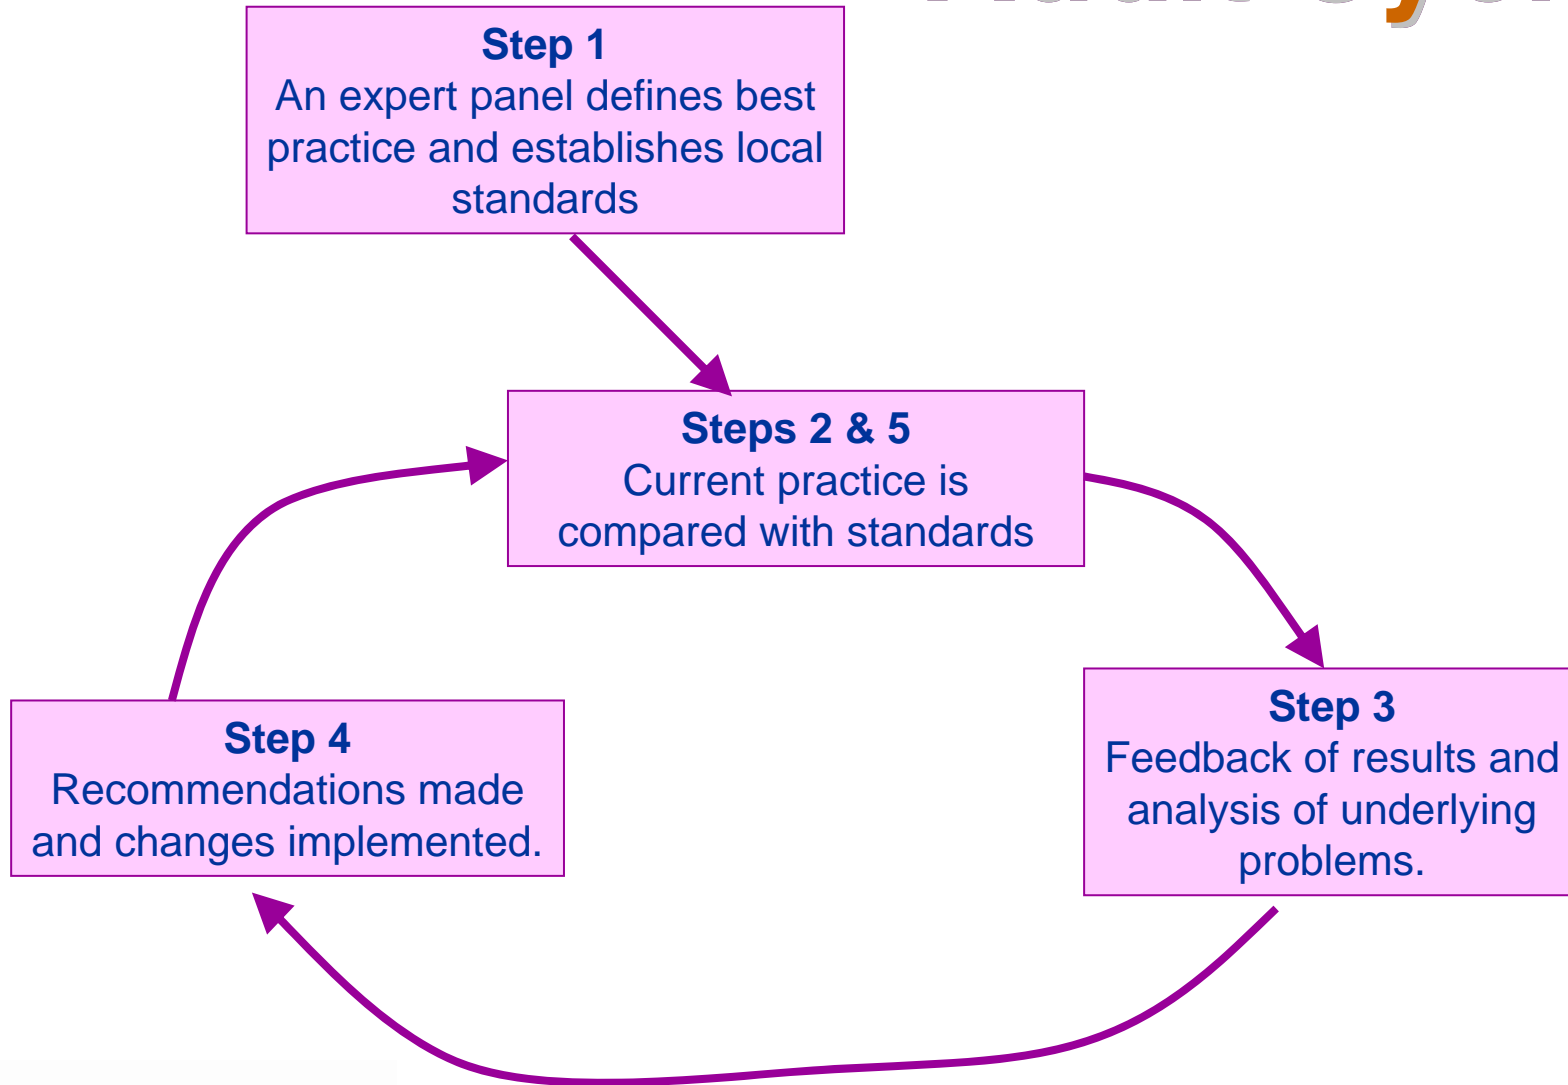 Step 1
An expert panel defines best
practice and establishes local
standards
Steps 2 & 5
Current practice is
compared with standards
Step 3
Feedback of results and
analysis of underlying
problems.
Step 4
Recommendations made
and changes implemented.